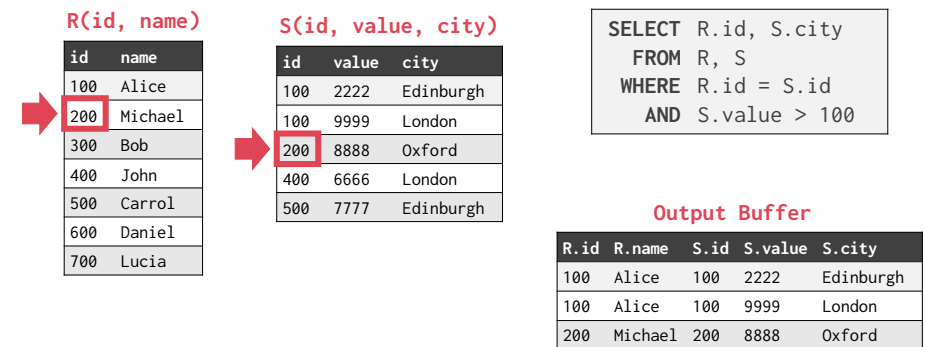 R(id, name)
id name
100 Alice
200 Michael
300 Bob
400 John
500 Carrol
600 Daniel
700 Lucia
S(id, value, city)
id value city
100 2222 Edinburgh
100 9999 London
200 8888 Oxford
400 6666 London
500 7777 Edinburgh
SELECT R.id, S.city
FROM R, S
WHERE R.id = S.id
AND S.value > 100
Output Buffer
R.id R.name S.id S.value S.city
100 Alice 100 2222 Edinburgh
100 Alice 100 9999 London
200 Michael 200 8888 Oxford